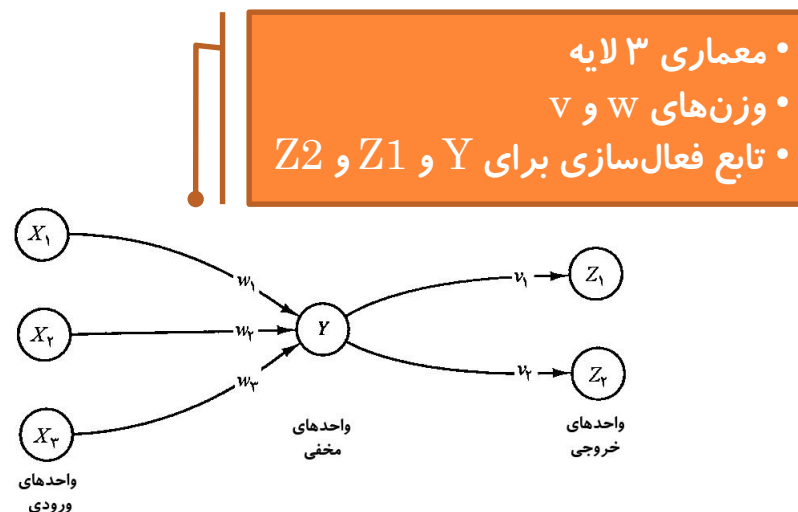 • معماری ۳ لایه
• وزن‌های w و v
• تابع فعال‌سازی برای Y و Z1 و Z2
X۱
w۱
v۱
Z۱
X۲
w۲
Y
v۲
Z۲
w۳
X۳
واحدهای
مخفی
واحدهای
خروجی
واحدهای
ورودی